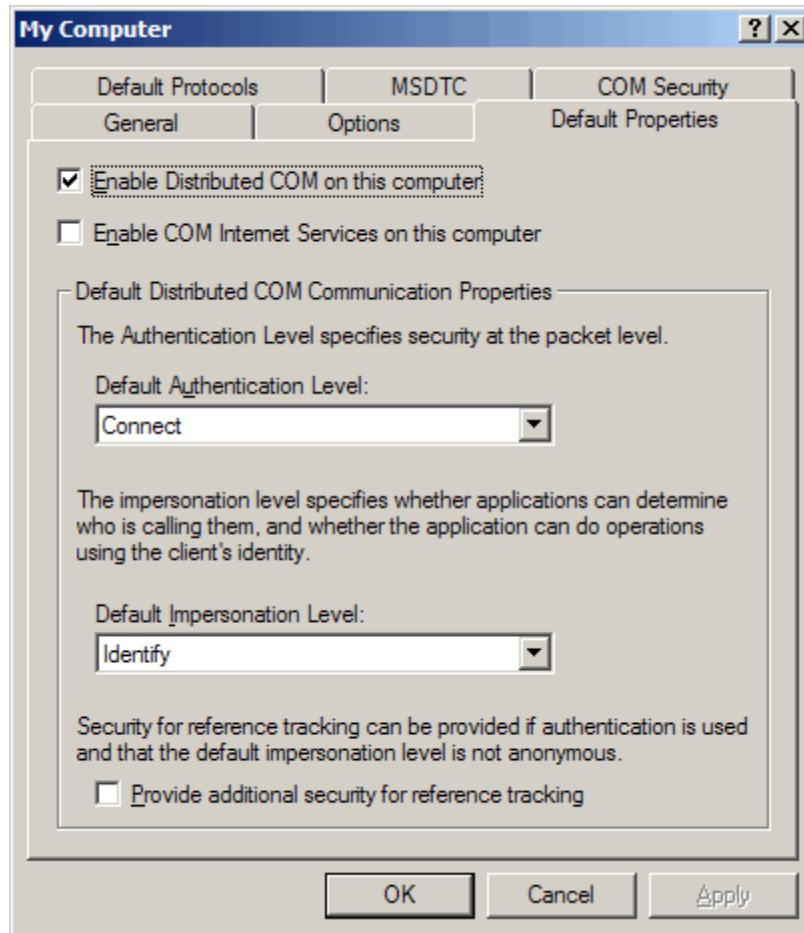 My Computer
Default Protocols
MSDTC
COM Security
General
Options
Default Properties
Enable Distributed COM on this computer
Enable COM Internet Services on this computer
Default Distributed COM Communication Properties
The Authentication Level specifies security at the packet level.
Default Authentication Level:
Connect
The impersonation level specifies whether applications can determine
who is calling them, and whether the application can do operations
using the client's identity.
Default Impersonation Level:
Identify
Security for reference tracking can be provided if authentication is used
and that the default impersonation level is not anonymous.
Provide additional security for reference tracking
OK
Cancel
Apply